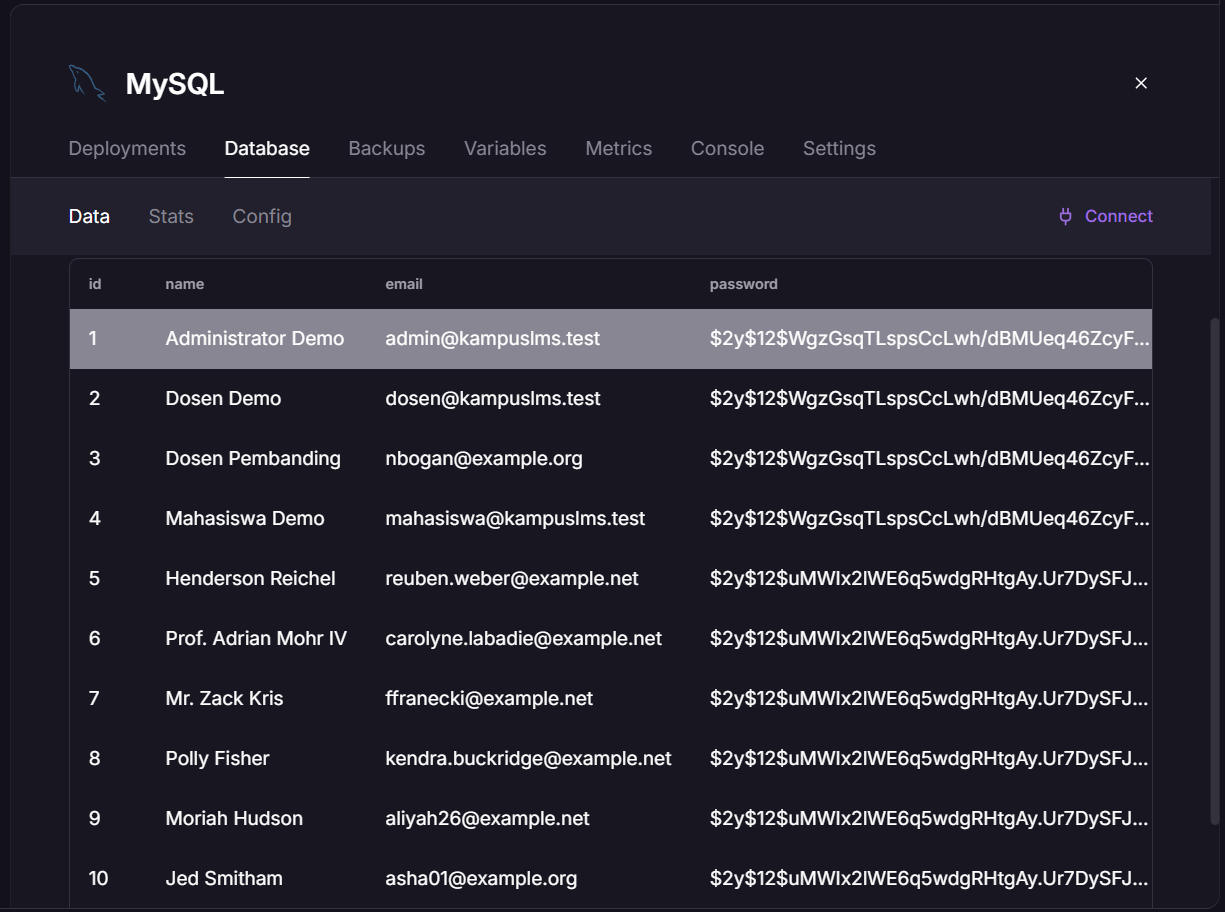 MySQL
Deployments Database Backups Variables Metrics Console Settings
Data Stats Config Connect
id name email password
1 Administrator Demo admin@kampuslms.test $2y$12$WgzGsqTLspsCcLwh/dBMUeq46ZcyF...
2 Dosen Demo dosen@kampuslms.test $2y$12$WgzGsqTLspsCcLwh/dBMUeq46ZcyF...
3 Dosen Pembanding nbogan@example.org $2y$12$WgzGsqTLspsCcLwh/dBMUeq46ZcyF...
4 Mahasiswa Demo mahasiswa@kampuslms.test $2y$12$WgzGsqTLspsCcLwh/dBMUeq46ZcyF...
5 Henderson Reichel reuben.weber@example.net $2y$12$uMWIx2lWE6q5wdgRHtgAy.Ur7DySFJ...
6 Prof. Adrian Mohr IV carolyne.labadie@example.net $2y$12$uMWIx2lWE6q5wdgRHtgAy.Ur7DySFJ...
7 Mr. Zack Kris ffranecki@example.net $2y$12$uMWIx2lWE6q5wdgRHtgAy.Ur7DySFJ...
8 Polly Fisher kendra.buckridge@example.net $2y$12$uMWIx2lWE6q5wdgRHtgAy.Ur7DySFJ...
9 Moriah Hudson aliyah26@example.net $2y$12$uMWIx2lWE6q5wdgRHtgAy.Ur7DySFJ...
10 Jed Smitham asha01@example.org $2y$12$uMWIx2lWE6q5wdgRHtgAy.Ur7DySFJ...